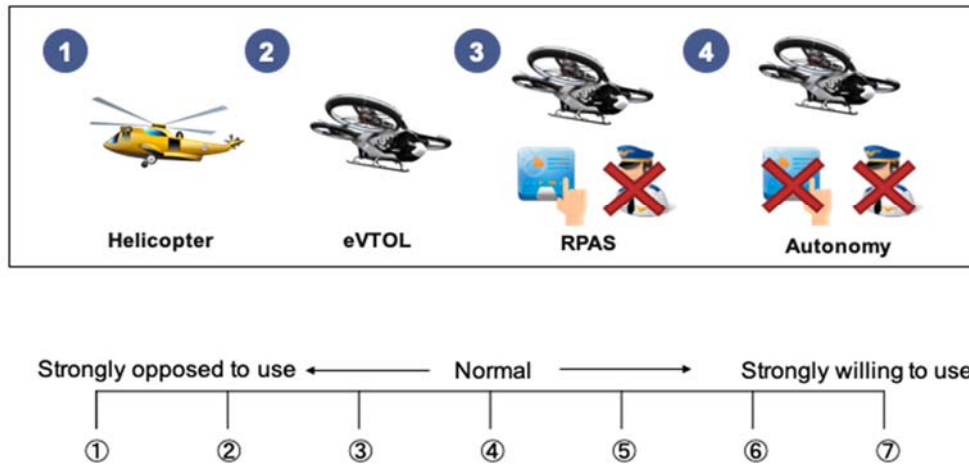 1 2 3 4
Helicopter eVTOL RPAS Autonomy
Strongly opposed to use Normal Strongly willing to use
① ② ③ ④ ⑤ ⑥ ⑦